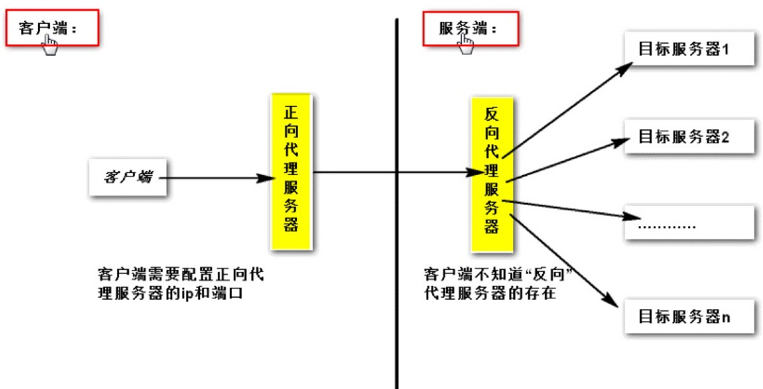 客户端:
服务端:
客户端
正向代理服务器
反向代理服务器
目标服务器1
目标服务器2
…………
目标服务器n
客户端需要配置正向代
理服务器的ip和端口
客户端不知道“反向”
代理服务器的存在